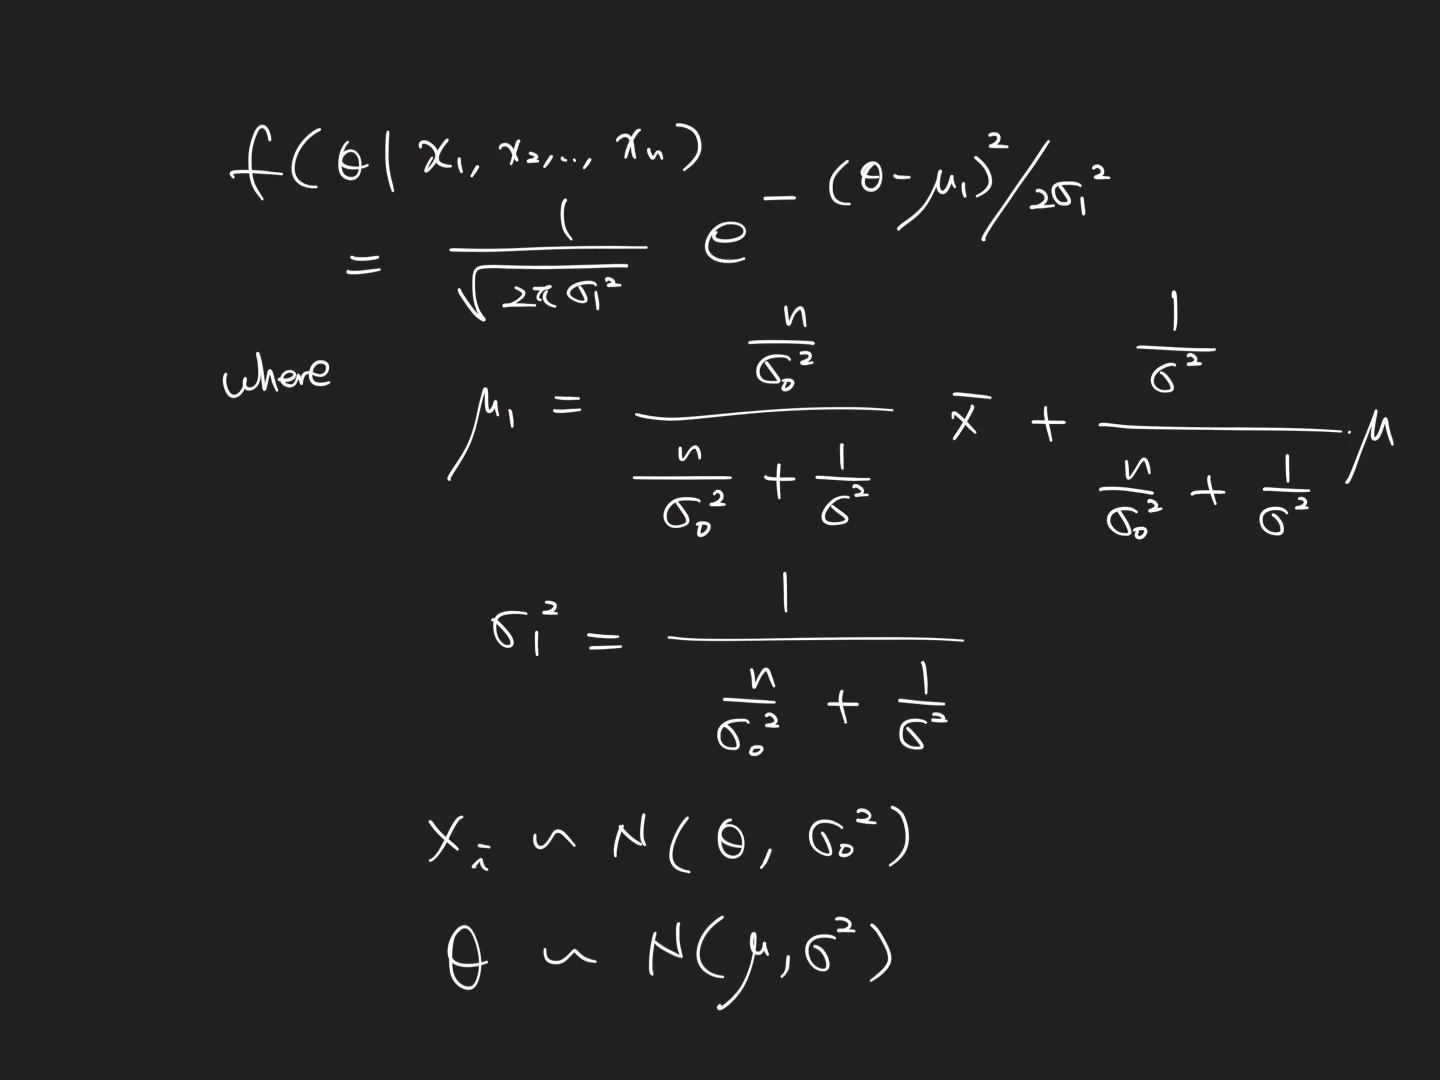 f(θ | x₁, x₂,..., xₙ)
= 1/√(2πσ₁²) e^(-(θ-μ₁)²/2σ₁²)
where
μ₁ = (n/σ₀²)/(n/σ₀² + 1/σ²) x̄ + (1/σ²)/(n/σ₀² + 1/σ²) · μ
σ₁² = 1/(n/σ₀² + 1/σ²)
Xᵢ ~ N(θ, σ₀²)
θ ~ N(μ, σ²)